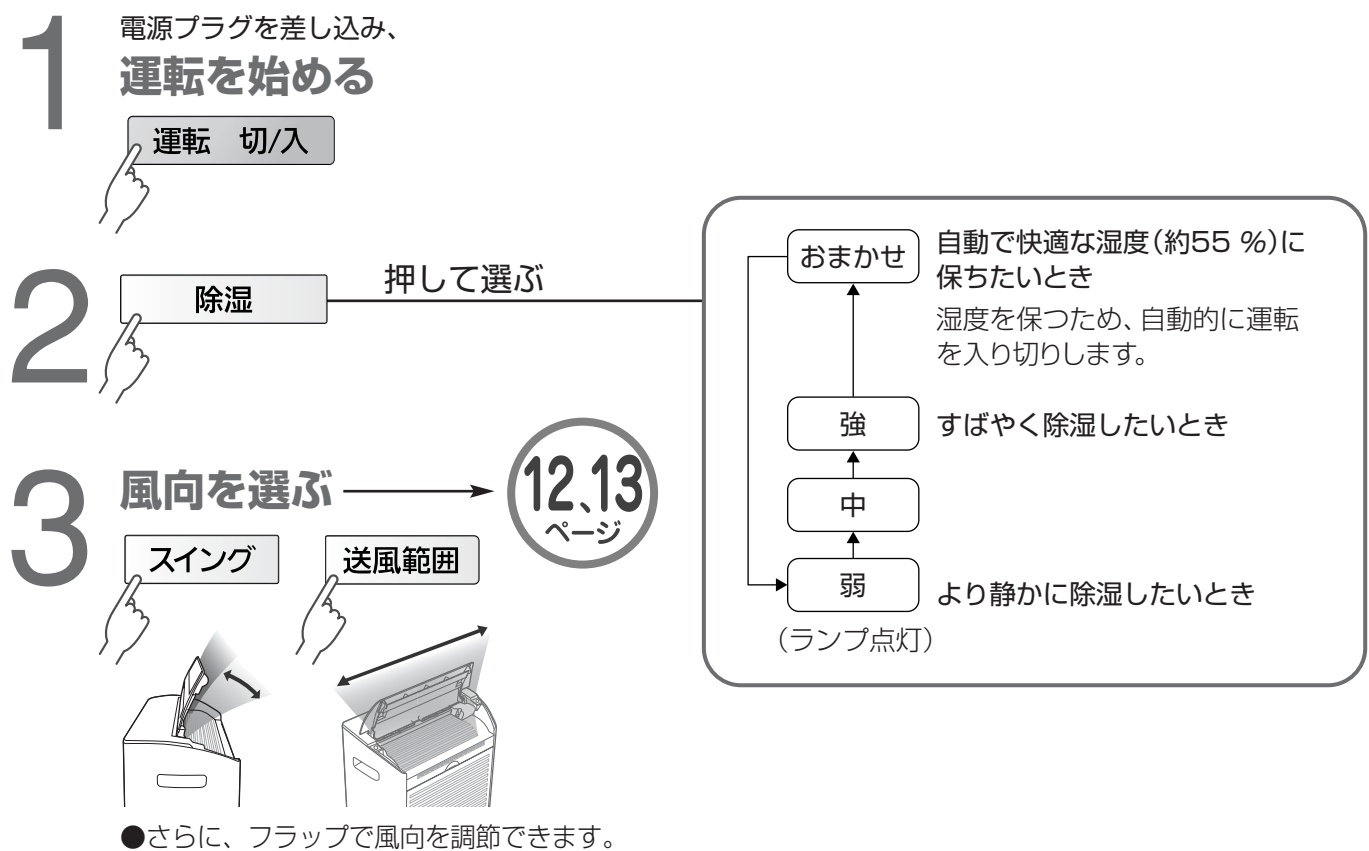 1
電源プラグを差し込み、
運転を始める
運転 切/入
2
除湿
押して選ぶ
おまかせ
自動で快適な湿度(約55 %)に
保ちたいとき
湿度を保つため、自動的に運転
を入り切りします。
強
すばやく除湿したいとき
中
弱
より静かに除湿したいとき
(ランプ点灯)
3
風向を選ぶ
12、13
ページ
スイング
送風範囲
●さらに、フラップで風向を調節できます。